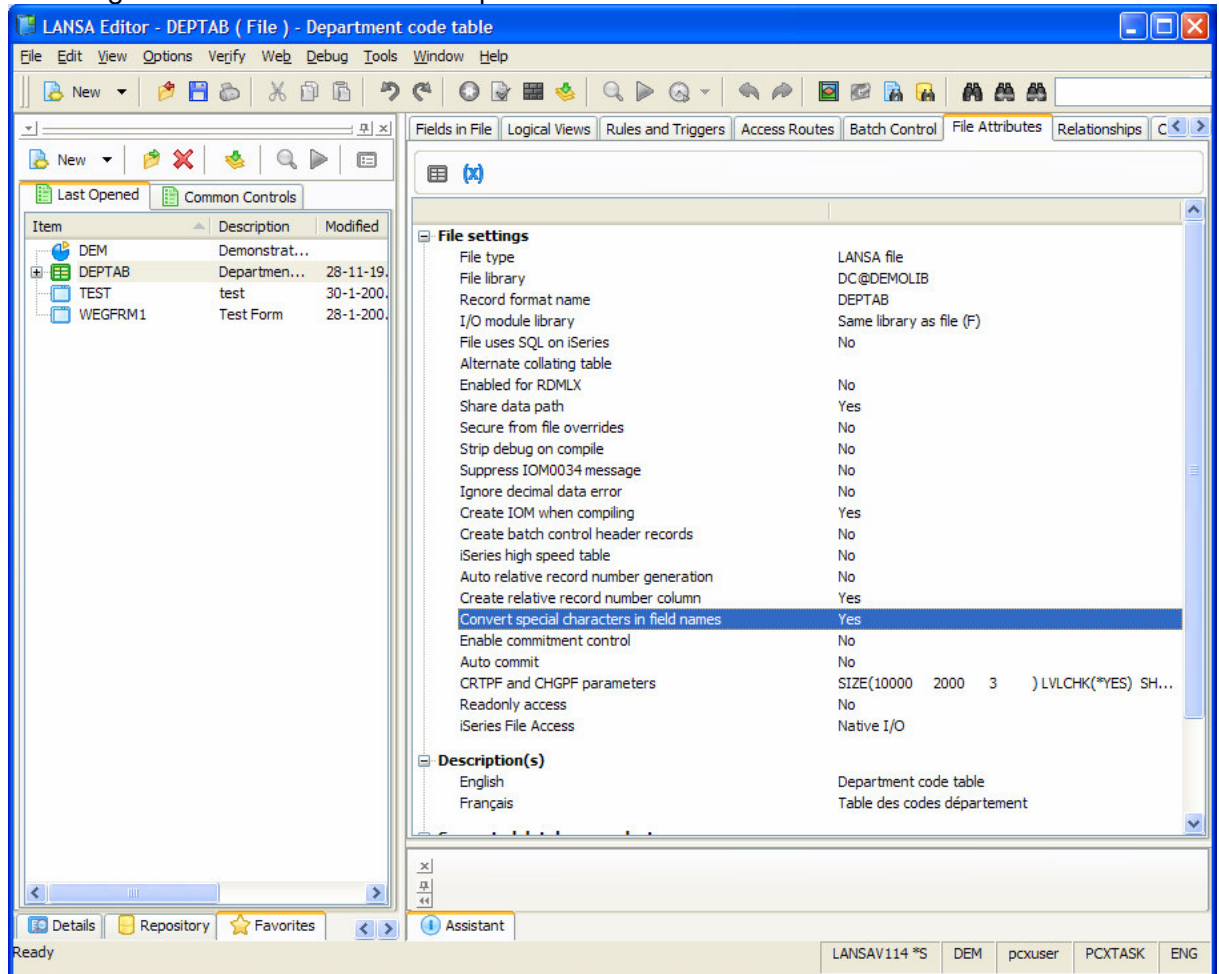 LANSA Editor - DEPTAB ( File ) - Department code table
File Edit View Options Verify Web Debug Tools Window Help
New
Fields in File Logical Views Rules and Triggers Access Routes Batch Control File Attributes Relationships C
New
(x)
Last Opened Common Controls
Item Description Modified
DEM Demonstrat...
DEPTAB Departmen... 28-11-19.
TEST test 30-1-200.
WEGFRM1 Test Form 28-1-200.
File settings
File type LANSA file
File library DC@DEMOLIB
Record format name DEPTAB
I/O module library Same library as file (F)
File uses SQL on iSeries No
Alternate collating table
Enabled for RDMLX No
Share data path Yes
Secure from file overrides No
Strip debug on compile No
Suppress IOM0034 message No
Ignore decimal data error No
Create IOM when compiling Yes
Create batch control header records No
iSeries high speed table No
Auto relative record number generation No
Create relative record number column Yes
Convert special characters in field names Yes
Enable commitment control No
Auto commit No
CRTPF and CHGPF parameters SIZE(10000 2000 3 ) LVLCHK(*YES) SH...
Readonly access No
iSeries File Access Native I/O
Description(s)
English Department code table
Français Table des codes département
Details Repository Favorites
Assistant
Ready LANSAV114 *S DEM pcxuser PCXTASK ENG